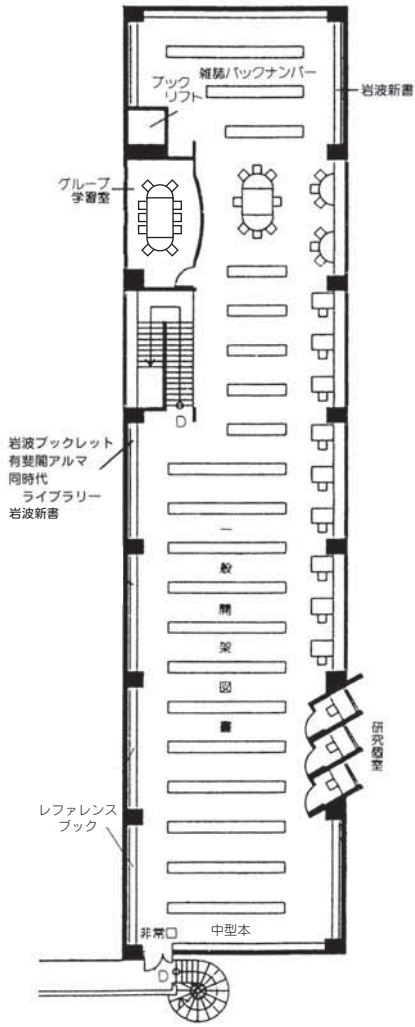 雑誌バックナンバー
ブック
リフト
岩波新書
グループ
学習室
D
岩波ブックレット
有斐閣アルマ
同時代
ライブラリー
岩波新書
一般開架図書
研究個室
レファレンス
ブック
非常口
中型本
D